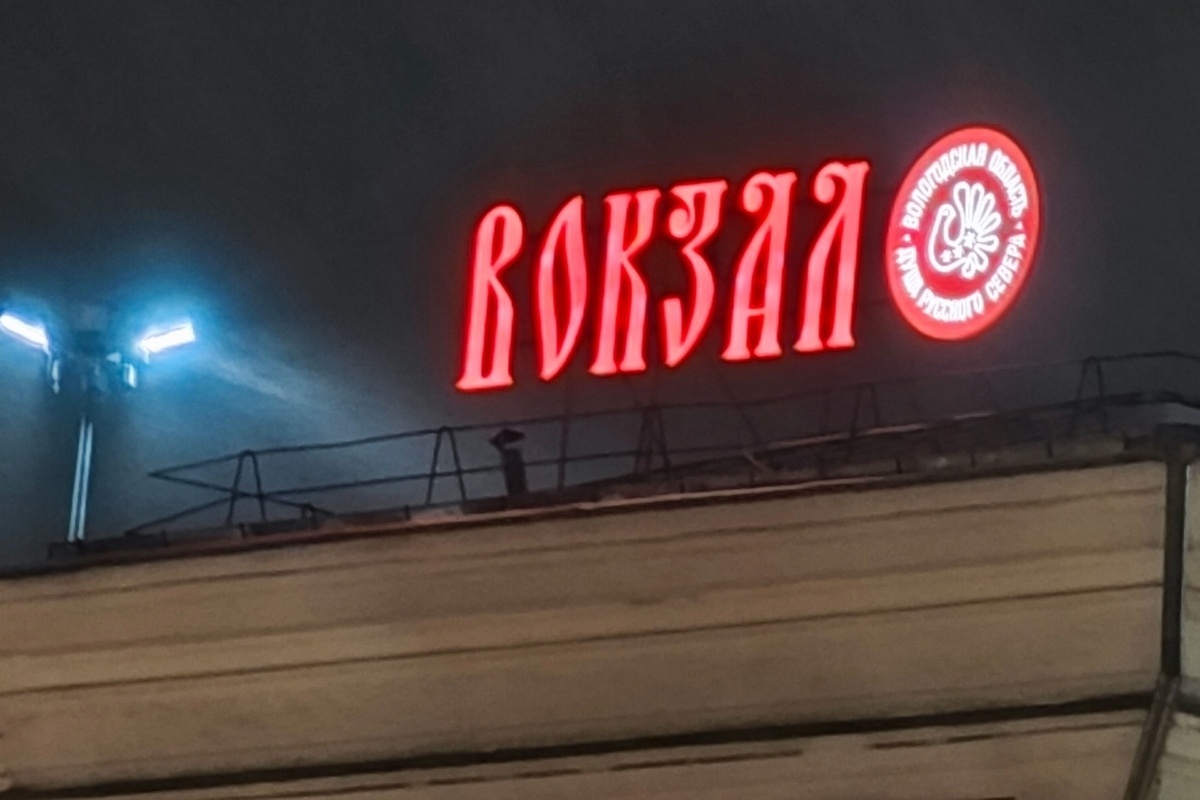 ВОКЗАЛ
ВОЛОГОДСКАЯ ОБЛАСТЬ
ДУША РУССКОГО СЕВЕРА